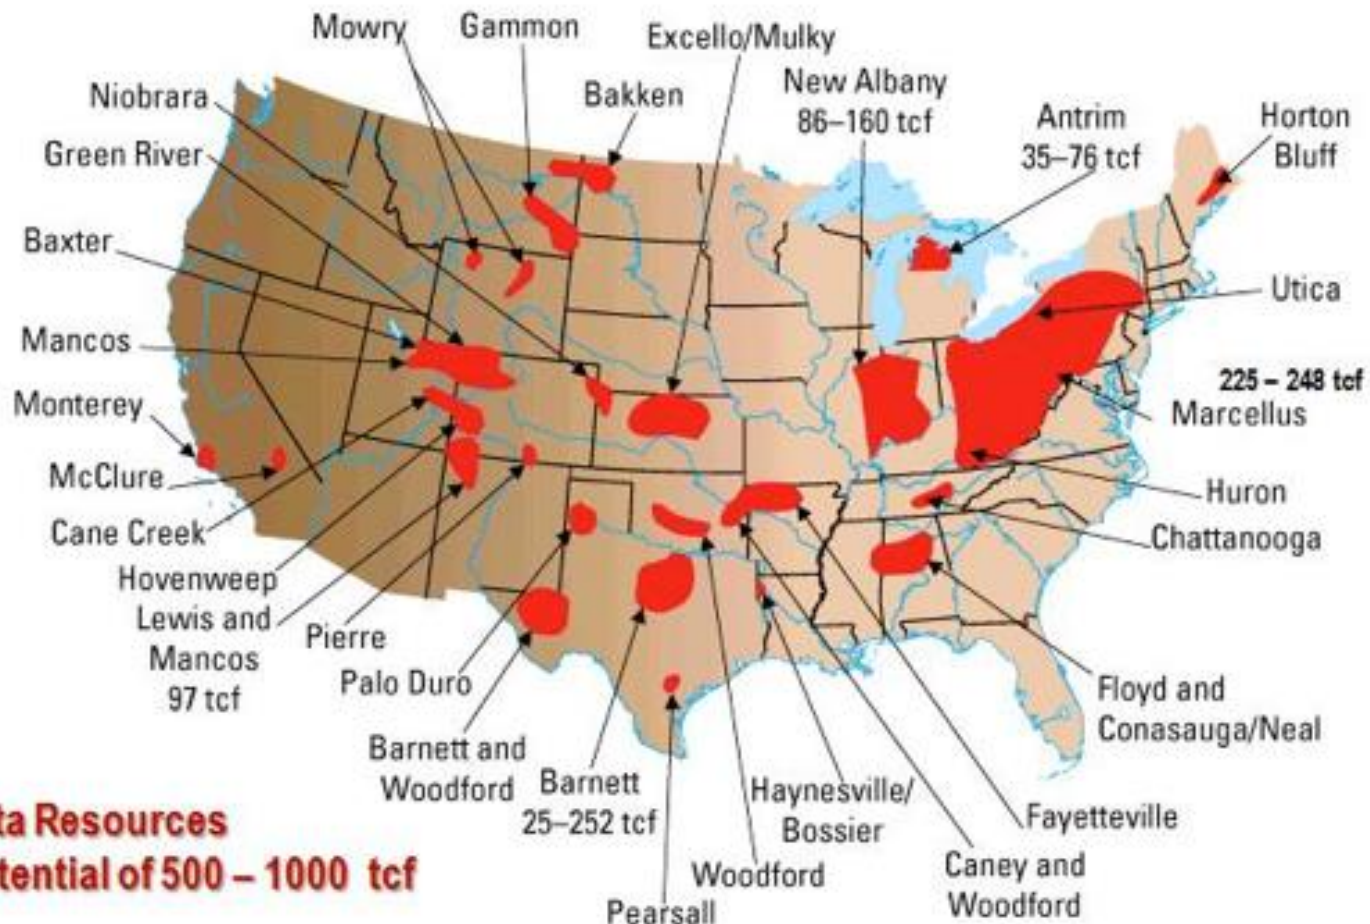 Mowry
Gammon
Excello/Mulky
New Albany
86–160 tcf
Niobrara
Bakken
Antrim
35–76 tcf
Horton
Bluff
Green River
Baxter
Utica
Mancos
225 – 248 tcf
Marcellus
Monterey
McClure
Huron
Cane Creek
Chattanooga
Hovenweep
Lewis and
Mancos
97 tcf
Pierre
Palo Duro
Floyd and
Conasauga/Neal
Barnett and
Woodford
Barnett
25–252 tcf
Haynesville/
Bossier
Fayetteville
Woodford
Caney and
Woodford
Pearsall
ta Resources
tential of 500 – 1000 tcf